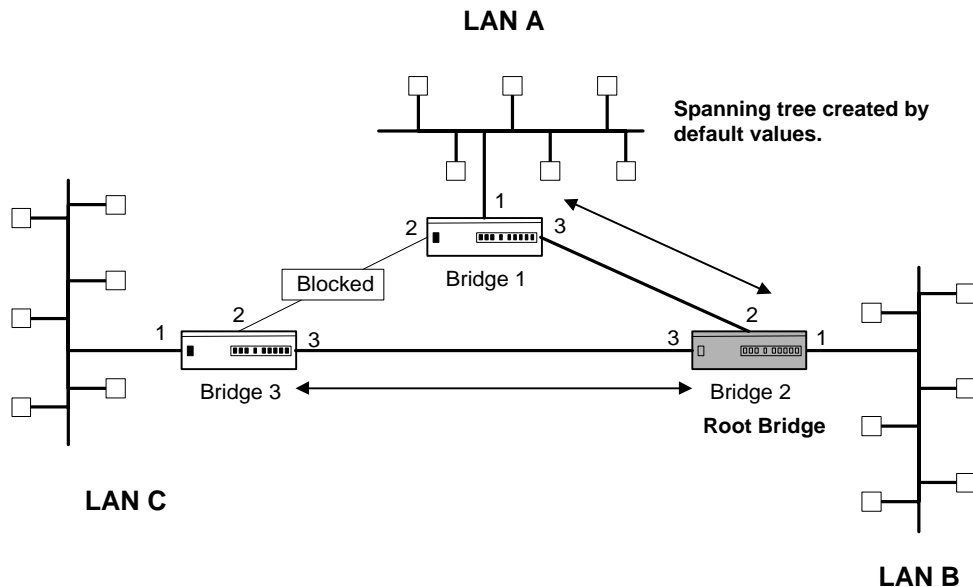 LAN A
Spanning tree created by
default values.
1
2
3
Bridge 1
Blocked
2
2
1
3
3
1
Bridge 3
Bridge 2
Root Bridge
LAN C
LAN B